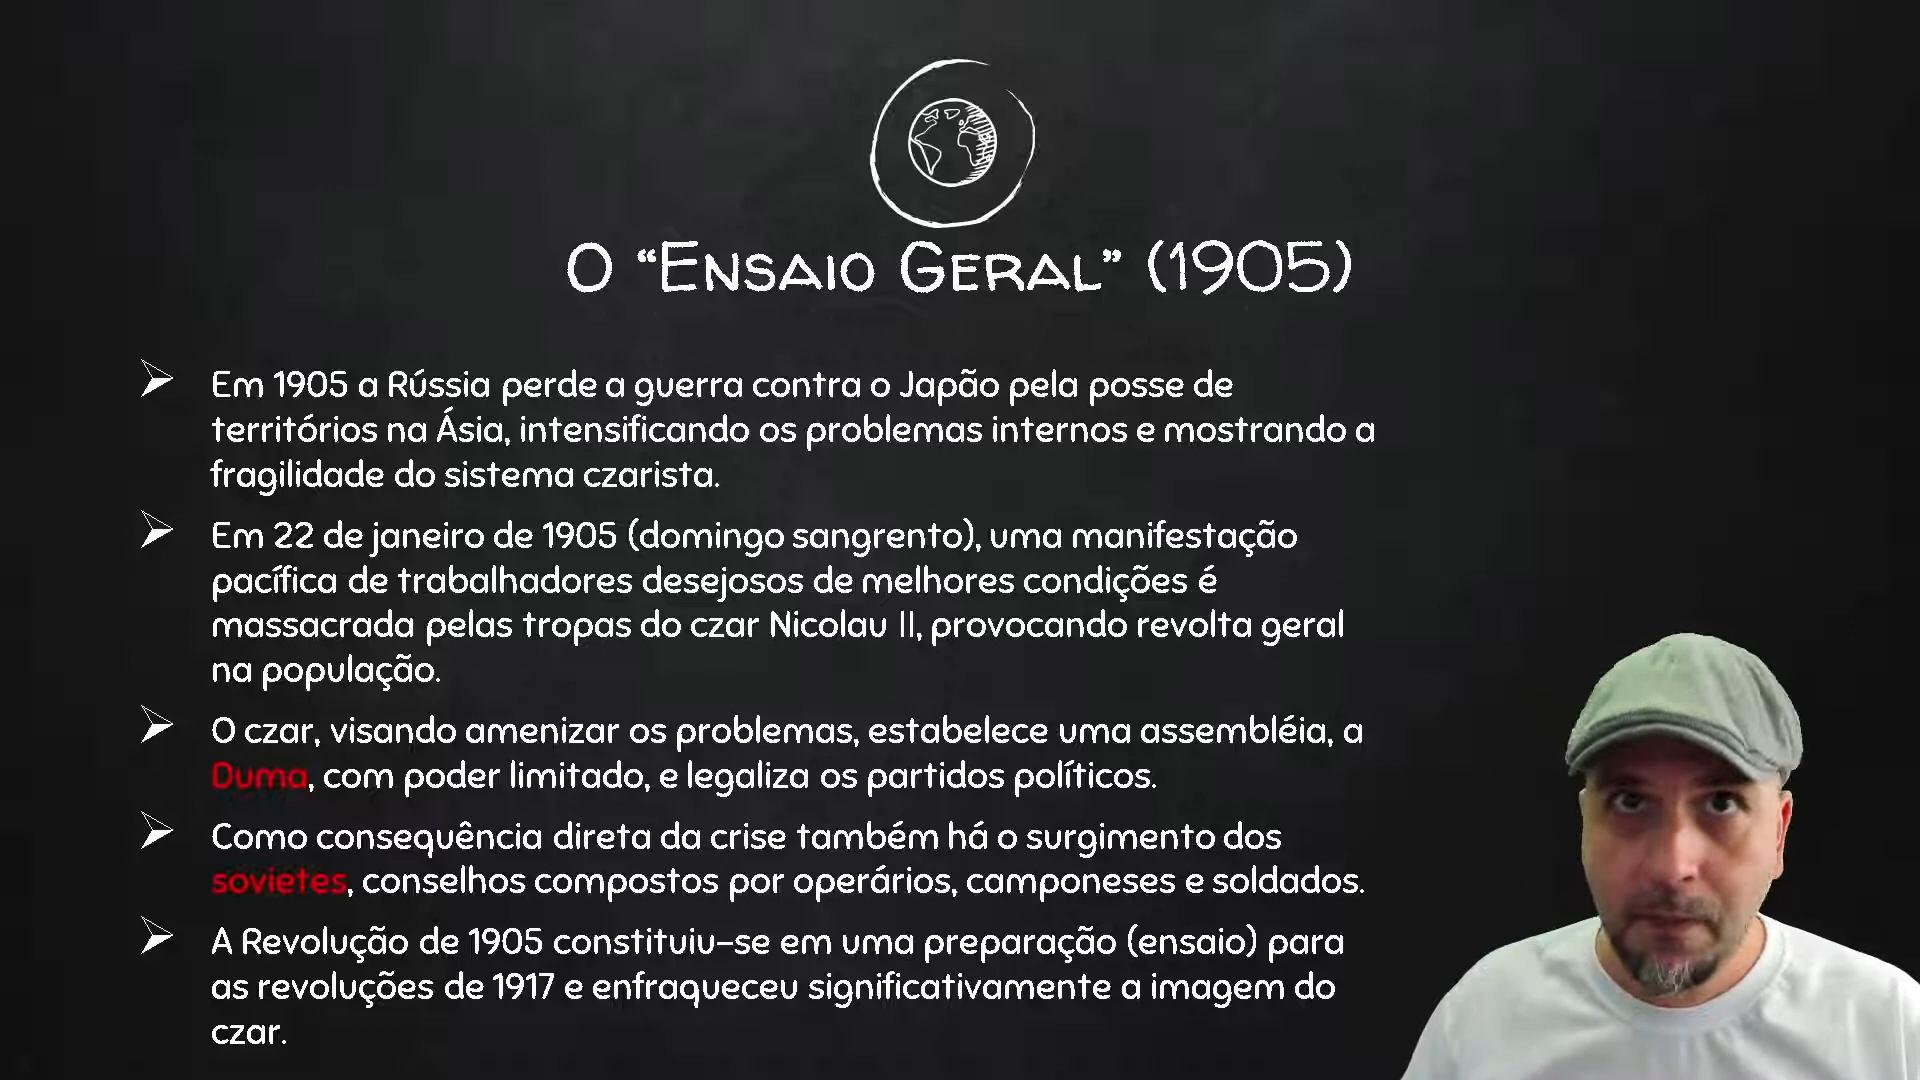 O “Ensaio Geral” (1905)
Em 1905 a Rússia perde a guerra contra o Japão pela posse de
territórios na Ásia, intensificando os problemas internos e mostrando a
fragilidade do sistema czarista.
Em 22 de janeiro de 1905 (domingo sangrento), uma manifestação
pacífica de trabalhadores desejosos de melhores condições é
massacrada pelas tropas do czar Nicolau II, provocando revolta geral
na população.
O czar, visando amenizar os problemas, estabelece uma assembléia, a
Duma, com poder limitado, e legaliza os partidos políticos.
Como consequência direta da crise também há o surgimento dos
sovietes, conselhos compostos por operários, camponeses e soldados.
A Revolução de 1905 constituiu-se em uma preparação (ensaio) para
as revoluções de 1917 e enfraqueceu significativamente a imagem do
czar.